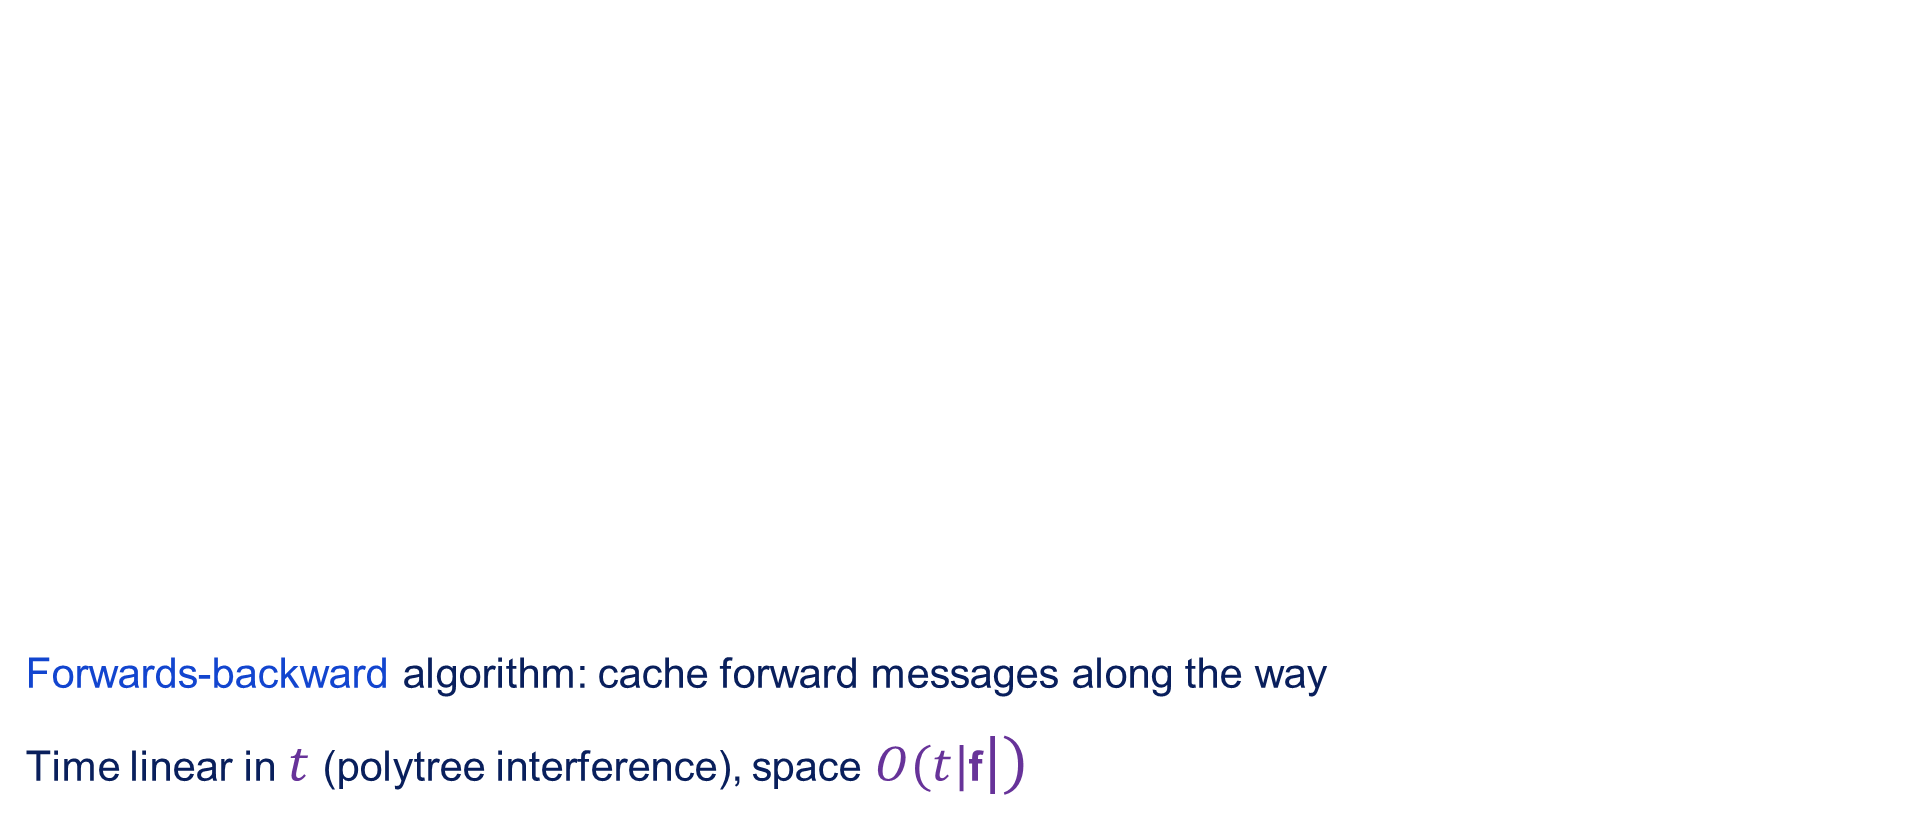 Forwards-backward algorithm: cache forward messages along the way
Time linear in t (polytree interference), space O(t|f|)